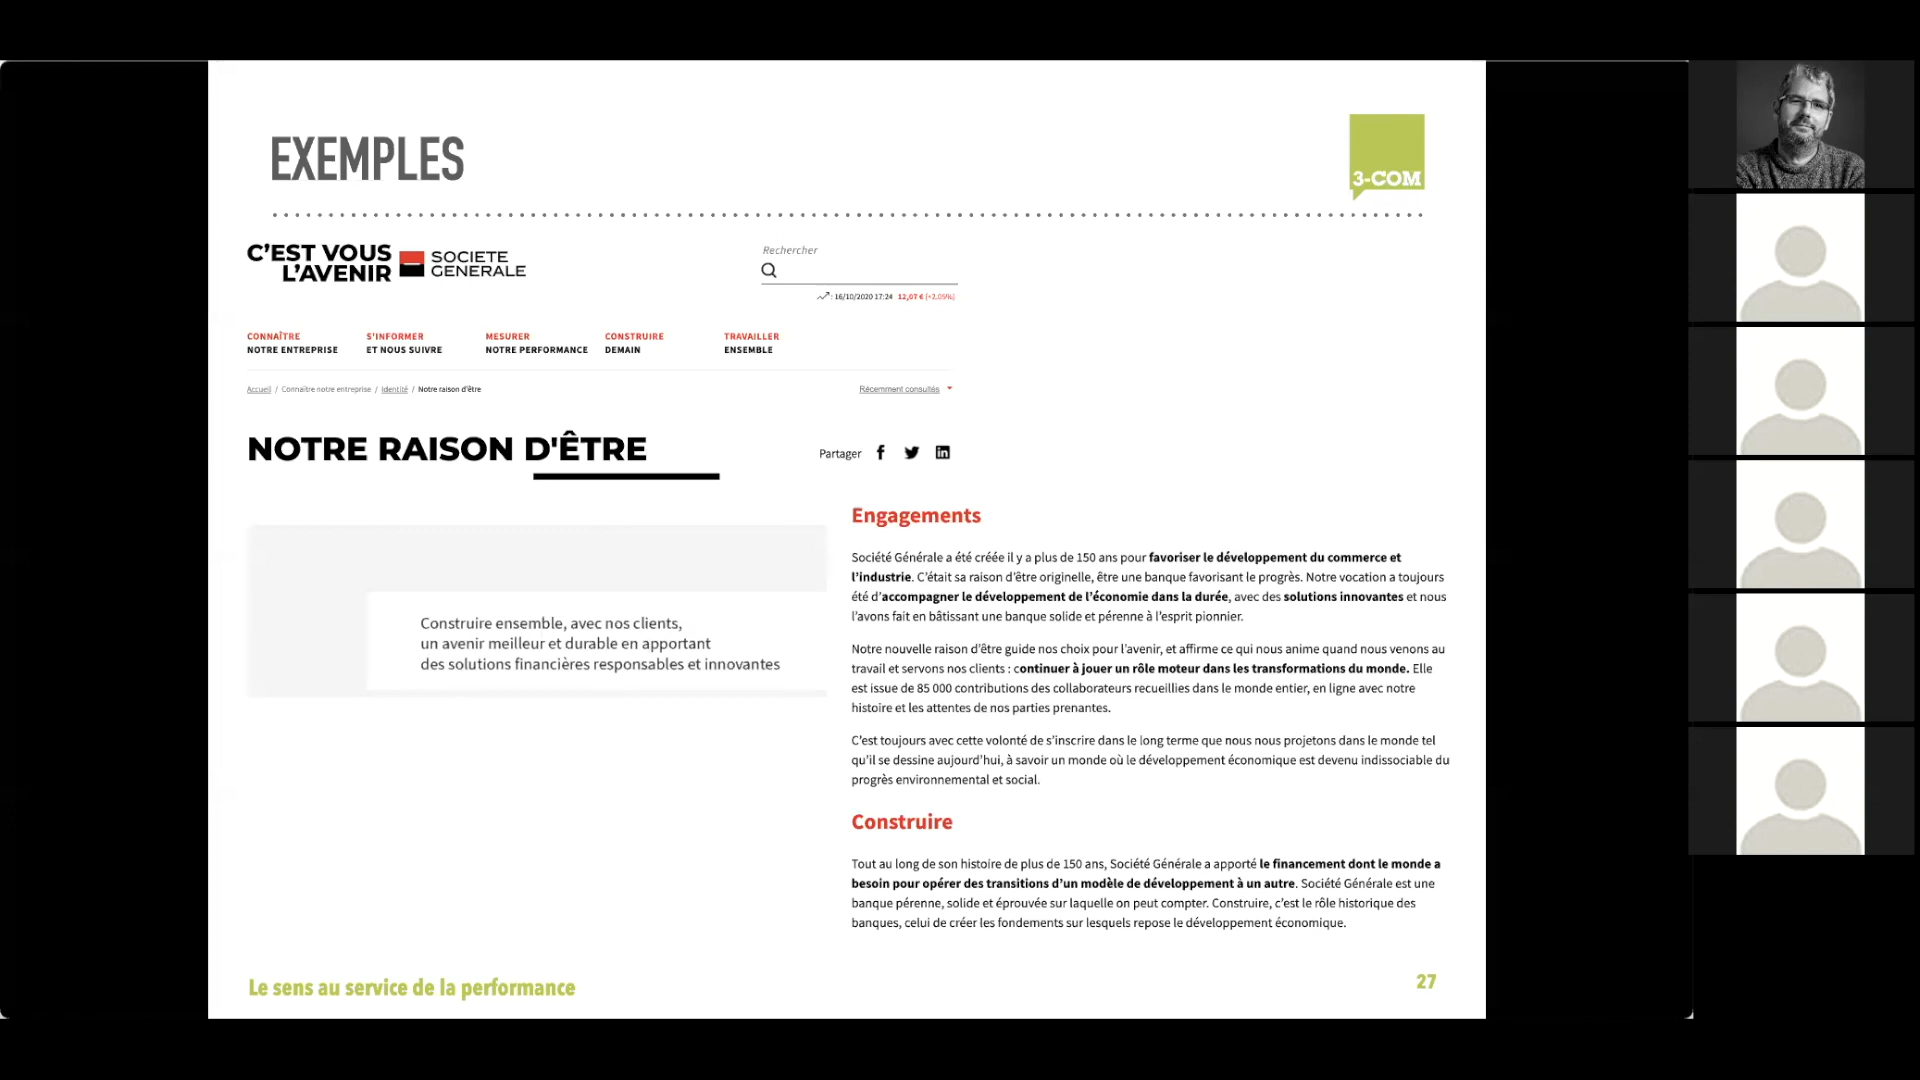 EXEMPLES
3-COM
C'EST VOUS
L'AVENIR
SOCIETE
GENERALE
Rechercher
: 16/10/2020 17:24 12,07 € (+2,05%)
CONNAÎTRE
NOTRE ENTREPRISE
S'INFORMER
ET NOUS SUIVRE
MESURER
NOTRE PERFORMANCE
CONSTRUIRE
DEMAIN
TRAVAILLER
ENSEMBLE
Accueil / Connaître notre entreprise / Identité / Notre raison d'être
Récemment consultés
NOTRE RAISON D'ÊTRE
Partager
Construire ensemble, avec nos clients,
un avenir meilleur et durable en apportant
des solutions financières responsables et innovantes
Engagements
Société Générale a été créée il y a plus de 150 ans pour favoriser le développement du commerce et
l'industrie. C'était sa raison d'être originelle, être une banque favorisant le progrès. Notre vocation a toujours
été d'accompagner le développement de l'économie dans la durée, avec des solutions innovantes et nous
l'avons fait en bâtissant une banque solide et pérenne à l'esprit pionnier.
Notre nouvelle raison d'être guide nos choix pour l'avenir, et affirme ce qui nous anime quand nous venons au
travail et servons nos clients : continuer à jouer un rôle moteur dans les transformations du monde. Elle
est issue de 85 000 contributions des collaborateurs recueillies dans le monde entier, en ligne avec notre
histoire et les attentes de nos parties prenantes.
C'est toujours avec cette volonté de s'inscrire dans le long terme que nous nous projetons dans le monde tel
qu'il se dessine aujourd'hui, à savoir un monde où le développement économique est devenu indissociable du
progrès environnemental et social.
Construire
Tout au long de son histoire de plus de 150 ans, Société Générale a apporté le financement dont le monde a
besoin pour opérer des transitions d'un modèle de développement à un autre. Société Générale est une
banque pérenne, solide et éprouvée sur laquelle on peut compter. Construire, c'est le rôle historique des
banques, celui de créer les fondements sur lesquels repose le développement économique.
Le sens au service de la performance
27